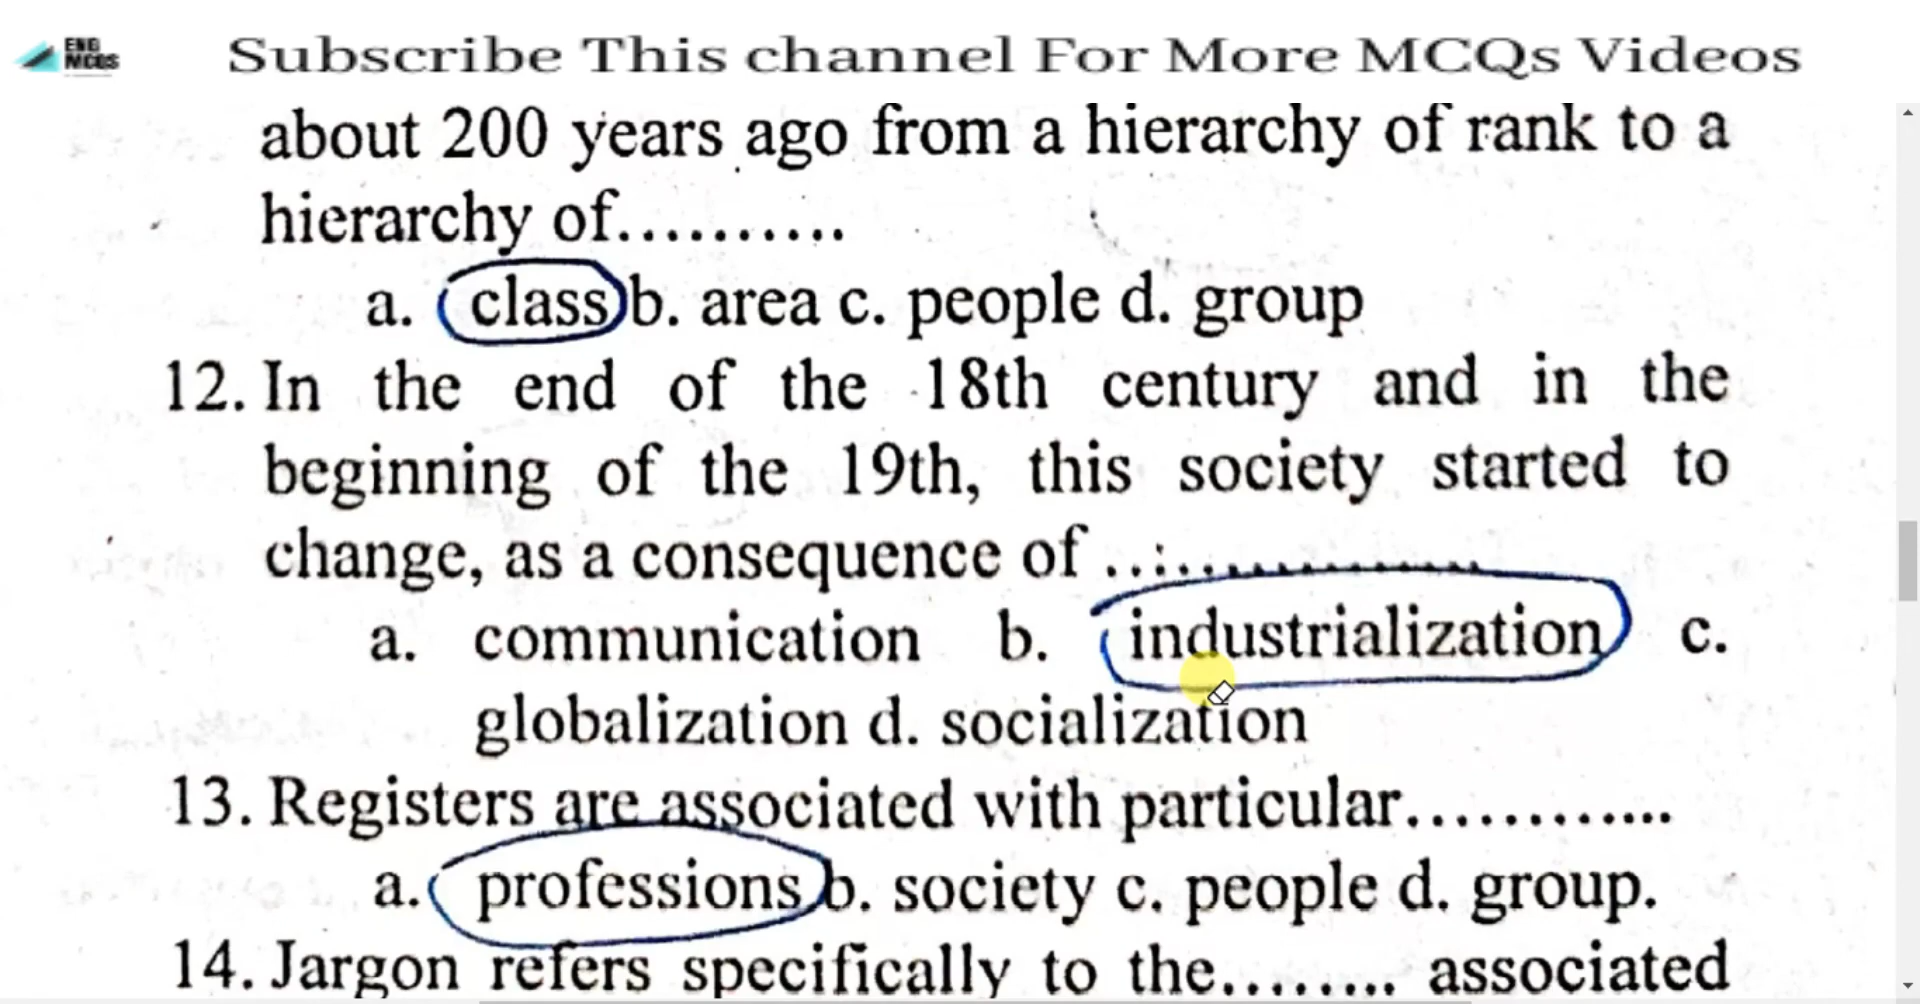 ENG
MCQS
Subscribe This channel For More MCQs Videos
about 200 years ago from a hierarchy of rank to a
hierarchy of..........
a. class b. area c. people d. group
12. In the end of the 18th century and in the
beginning of the 19th, this society started to
change, as a consequence of ..................
a. communication b. industrialization c.
globalization d. socialization
13. Registers are associated with particular............
a. professions b. society c. people d. group.
14. Jargon refers specifically to the........ associated